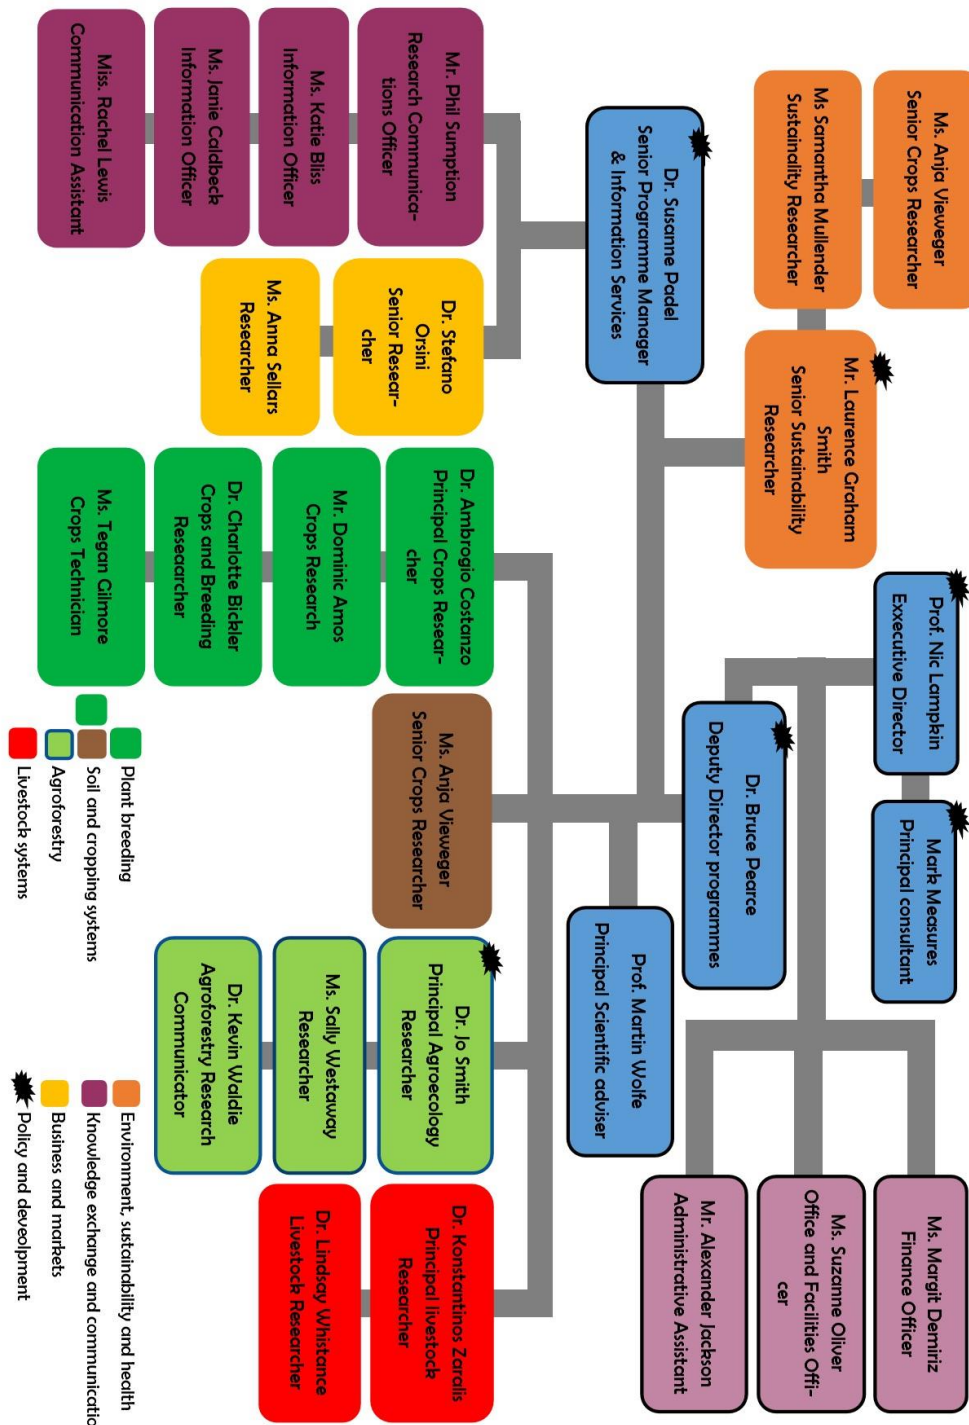 Prof. Nic Lampkin
Exxecutive Director
Mark Measures
Principal consultant
Ms. Margit Demiriz
Finance Officer
Ms. Suzanne Oliver
Office and Facilities Offi-
cer
Mr. Alexander Jackson
Administrative Assistant
Dr. Bruce Pearce
Deputy Director programmes
Prof. Martin Wolfe
Principal Scientific adviser
Ms. Anja Vieweger
Senior Crops Researcher
Ms Samantha Mullender
Sustainality Researcher
Mr. Laurence Graham
Smith
Senior Sustainability
Researcher
Dr. Susanne Padel
Senior Programme Manager
& Information Services
Mr. Phil Sumption
Research Communica-
tions Officer
Ms. Katie Bliss
Information Officer
Ms. Janie Caldbeck
Information Officer
Miss. Rachel Lewis
Communication Assistant
Dr. Stefano
Orsini
Senior Resear-
cher
Ms. Anna Sellars
Researcher
Dr. Ambrogio Costanzo
Principal Crops Resear-
cher
Mr. Dominic Amos
Crops Research
Dr. Charlotte Bickler
Crops and Breeding
Reseaarcher
Ms. Tegan Gilmore
Crops Technician
Ms. Anja Vieweger
Senior Crops Researcher
Dr. Jo Smith
Principal Agroecology
Researcher
Ms. Sally Westaway
Researcher
Dr. Kevin Waldie
Agroforestry Research
Communicator
Dr. Konstantinos Zaralis
Principal livestock
Researcher
Dr. Lindsay Whistance
Livestock Researcher
Plant breeding
Soil and cropping systems
Agroforestry
Livestock systems
Environment, sustainability and health
Knowledge exchange and communicatio
Business and markets
Policy and deveolpment